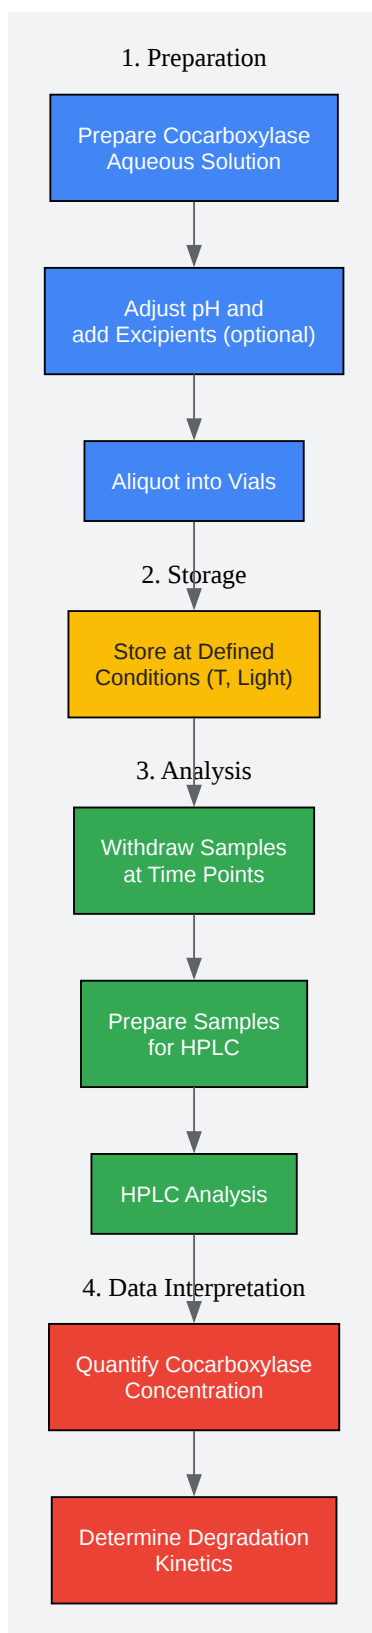 1. Preparation
Prepare Cocarboxylase
Aqueous Solution
Adjust pH and
add Excipients (optional)
Aliquot into Vials
2. Storage
Store at Defined
Conditions (T, Light)
3. Analysis
Withdraw Samples
at Time Points
Prepare Samples
for HPLC
HPLC Analysis
4. Data Interpretation
Quantify Cocarboxylase
Concentration
Determine Degradation
Kinetics